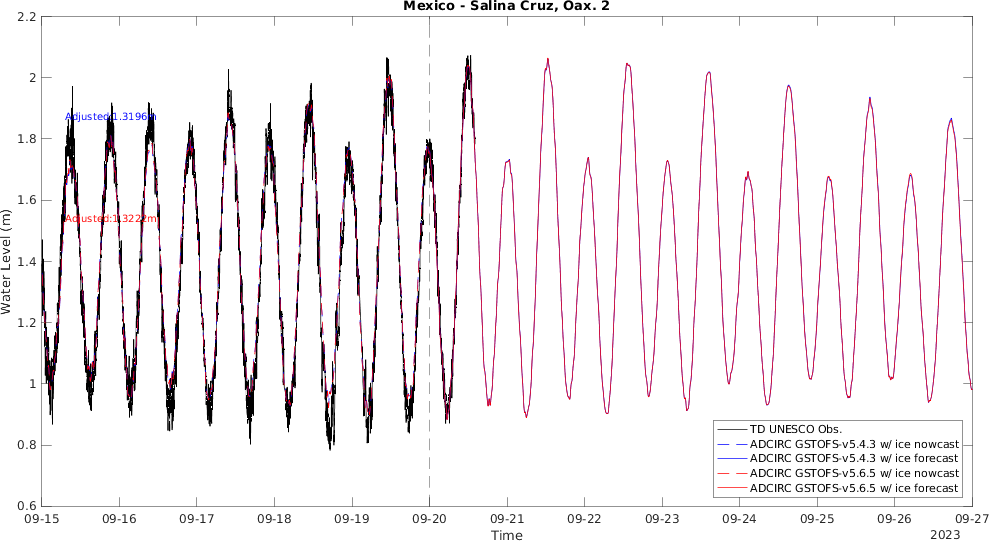 Mexico - Salina Cruz, Oax. 2
2.2
2
1.8
1.6
1.4
1.2
1
0.8
0.6
Water Level (m)
Adjusted:1.3196m
Adjusted:1.3222m
TD UNESCO Obs.
ADCIRC GSTOFS-v5.4.3 w/ ice nowcast
ADCIRC GSTOFS-v5.4.3 w/ ice forecast
ADCIRC GSTOFS-v5.6.5 w/ ice nowcast
ADCIRC GSTOFS-v5.6.5 w/ ice forecast
09-15 09-16 09-17 09-18 09-19 09-20 09-21 09-22 09-23 09-24 09-25 09-26 09-27
Time
2023